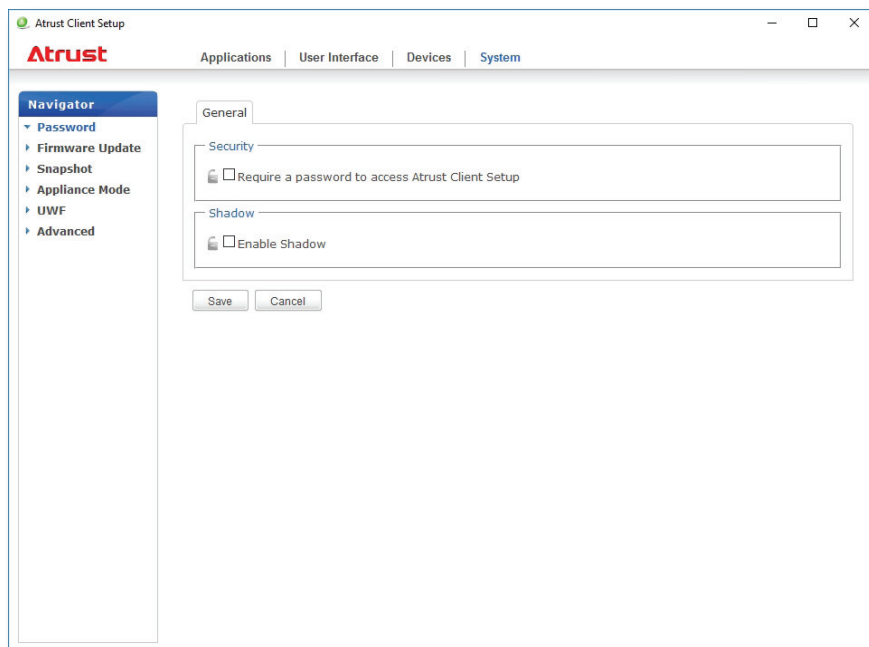 Atrust Client Setup
Atrust
Applications User Interface Devices System
Navigator
Password
Firmware Update
Snapshot
Appliance Mode
UWF
Advanced
General
Security
Require a password to access Atrust Client Setup
Shadow
Enable Shadow
Save Cancel